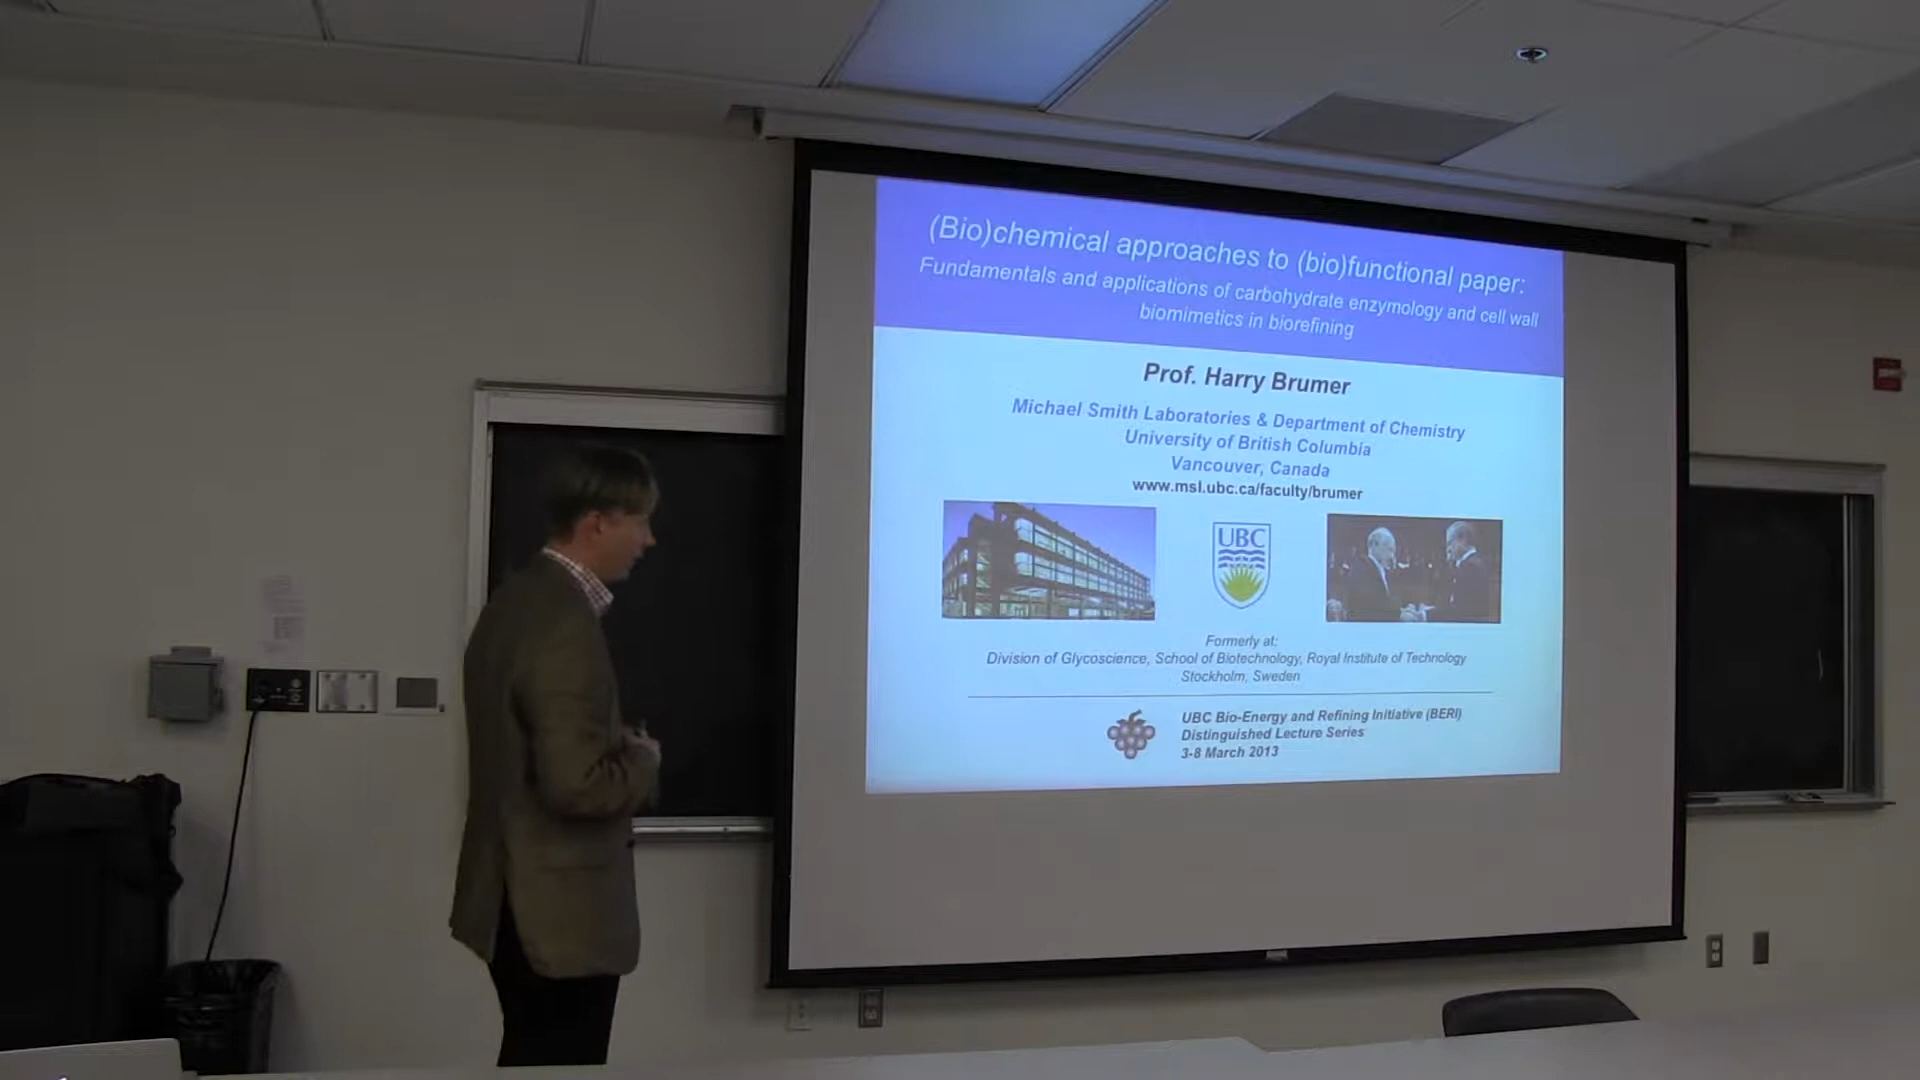 (Bio)chemical approaches to (bio)functional paper:
Fundamentals and applications of carbohydrate enzymology and cell wall
biomimetics in biorefining
Prof. Harry Brumer
Michael Smith Laboratories & Department of Chemistry
University of British Columbia
Vancouver, Canada
www.msl.ubc.ca/faculty/brumer
UBC
Formerly at:
Division of Glycoscience, School of Biotechnology, Royal Institute of Technology
Stockholm, Sweden
UBC Bio-Energy and Refining Initiative (BERI)
Distinguished Lecture Series
3-8 March 2013